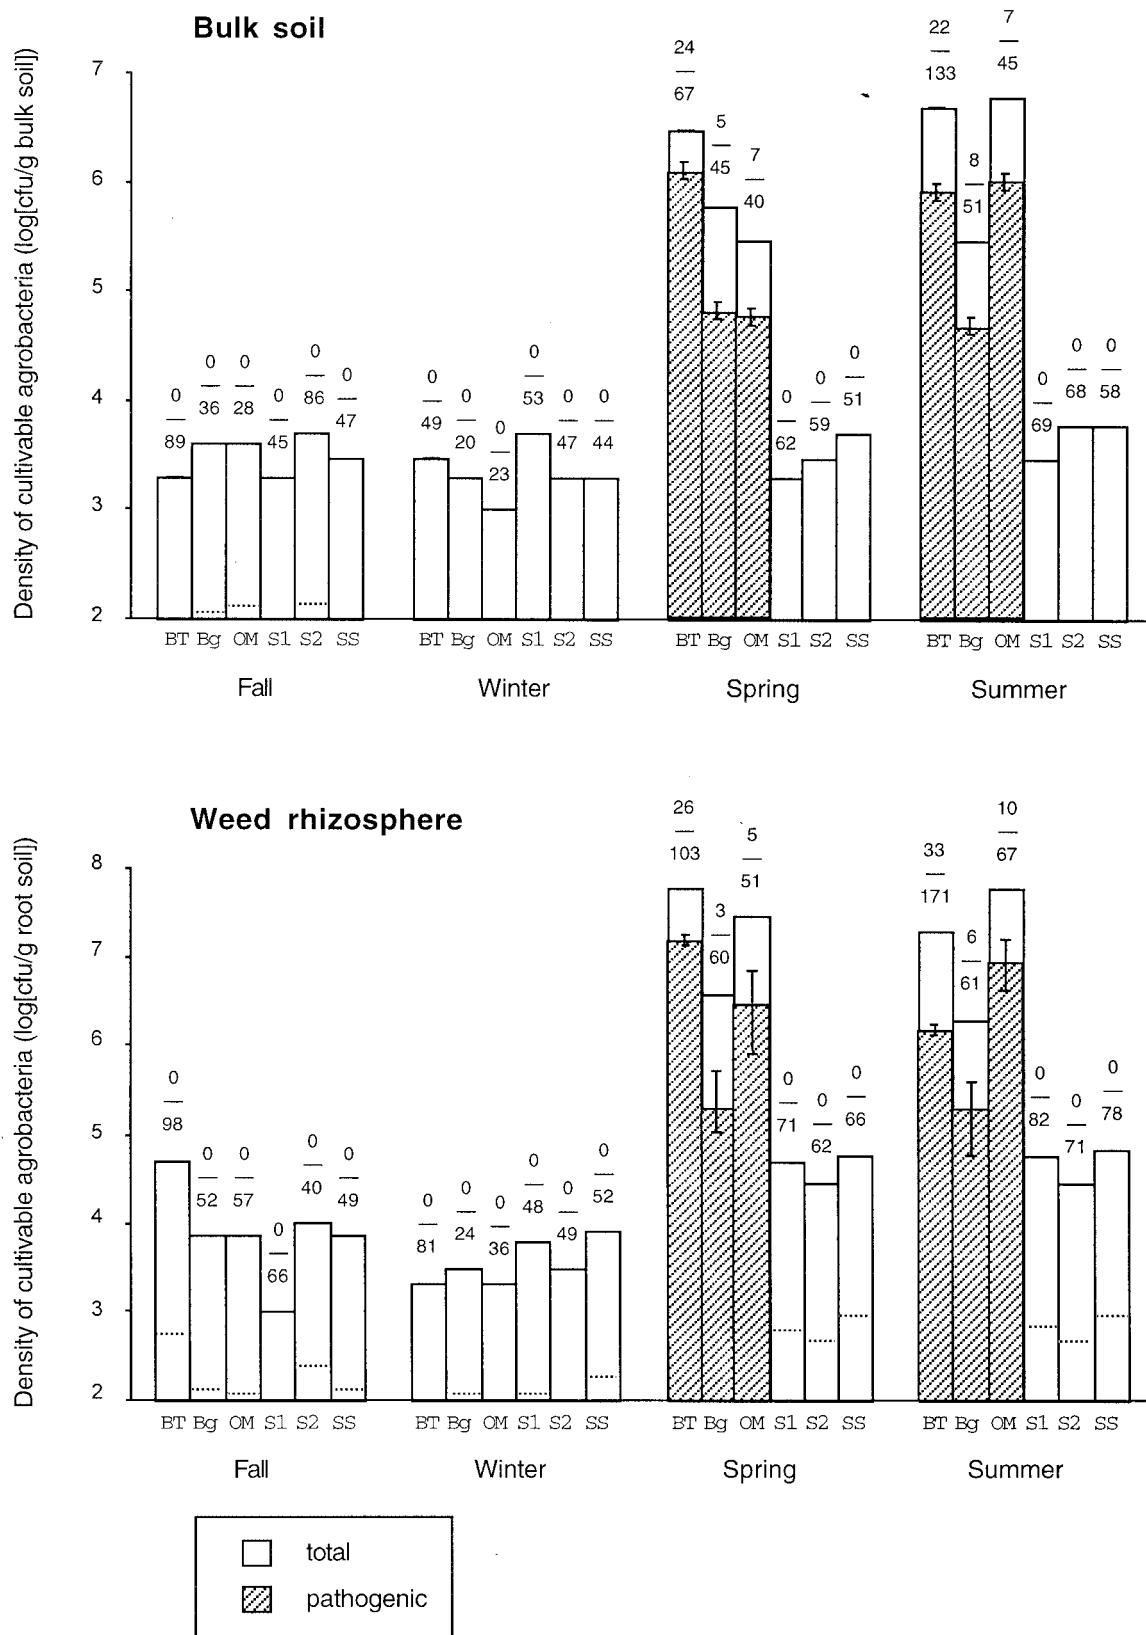 Bulk soil
Density of cultivable agrobacteria (log[cfu/g bulk soil])
7
6
5
4
3
2
0 0 0 0 0 0
89 36 28 45 86 47
0 0 0 0 0 0
49 20 23 53 47 44
24 5 7 0 0 0
67 45 40 62 59 51
22 8 7 0 0 0
133 51 45 69 68 58
BT Bg OM S1 S2 SS BT Bg OM S1 S2 SS BT Bg OM S1 S2 SS BT Bg OM S1 S2 SS
Fall Winter Spring Summer
Weed rhizosphere
Density of cultivable agrobacteria (log[cfu/g root soil])
8
7
6
5
4
3
2
0 0 0 0 0 0
98 52 57 66 40 49
0 0 0 0 0 0
81 24 36 48 49 52
26 3 5 0 0 0
103 60 51 71 62 66
33 6 10 0 0 0
171 61 67 82 71 78
BT Bg OM S1 S2 SS BT Bg OM S1 S2 SS BT Bg OM S1 S2 SS BT Bg OM S1 S2 SS
Fall Winter Spring Summer
total
pathogenic